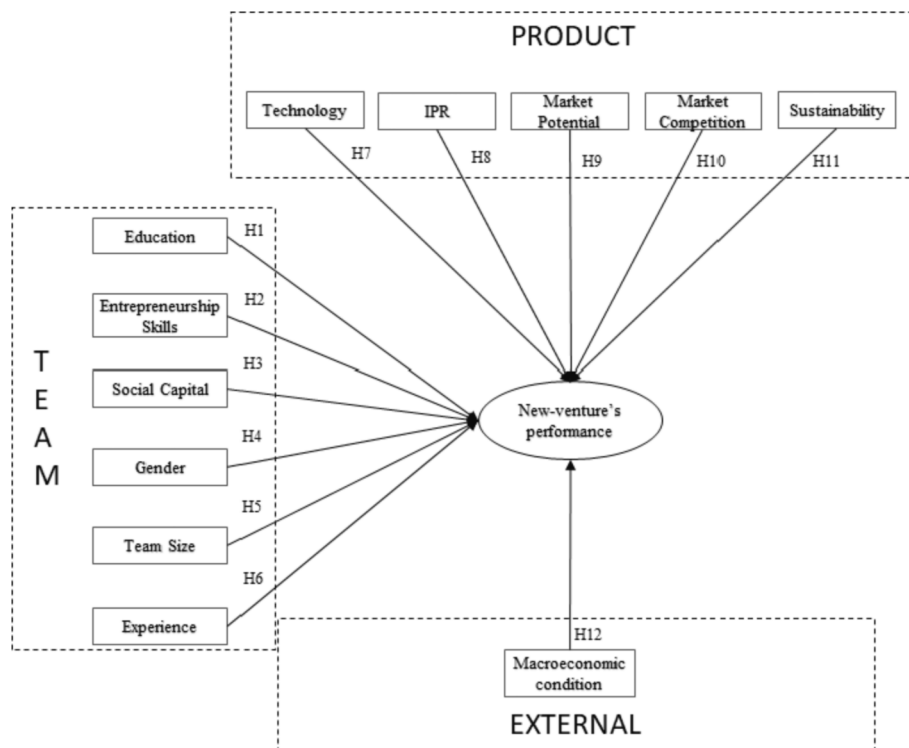 PRODUCT
Technology
IPR
Market
Potential
Market
Competition
Sustainability
H7
H8
H9
H10
H11
TEAM
Education
H1
Entrepreneurship
Skills
H2
Social Capital
H3
Gender
H4
Team Size
H5
Experience
H6
New-venture's
performance
H12
Macroeconomic
condition
EXTERNAL